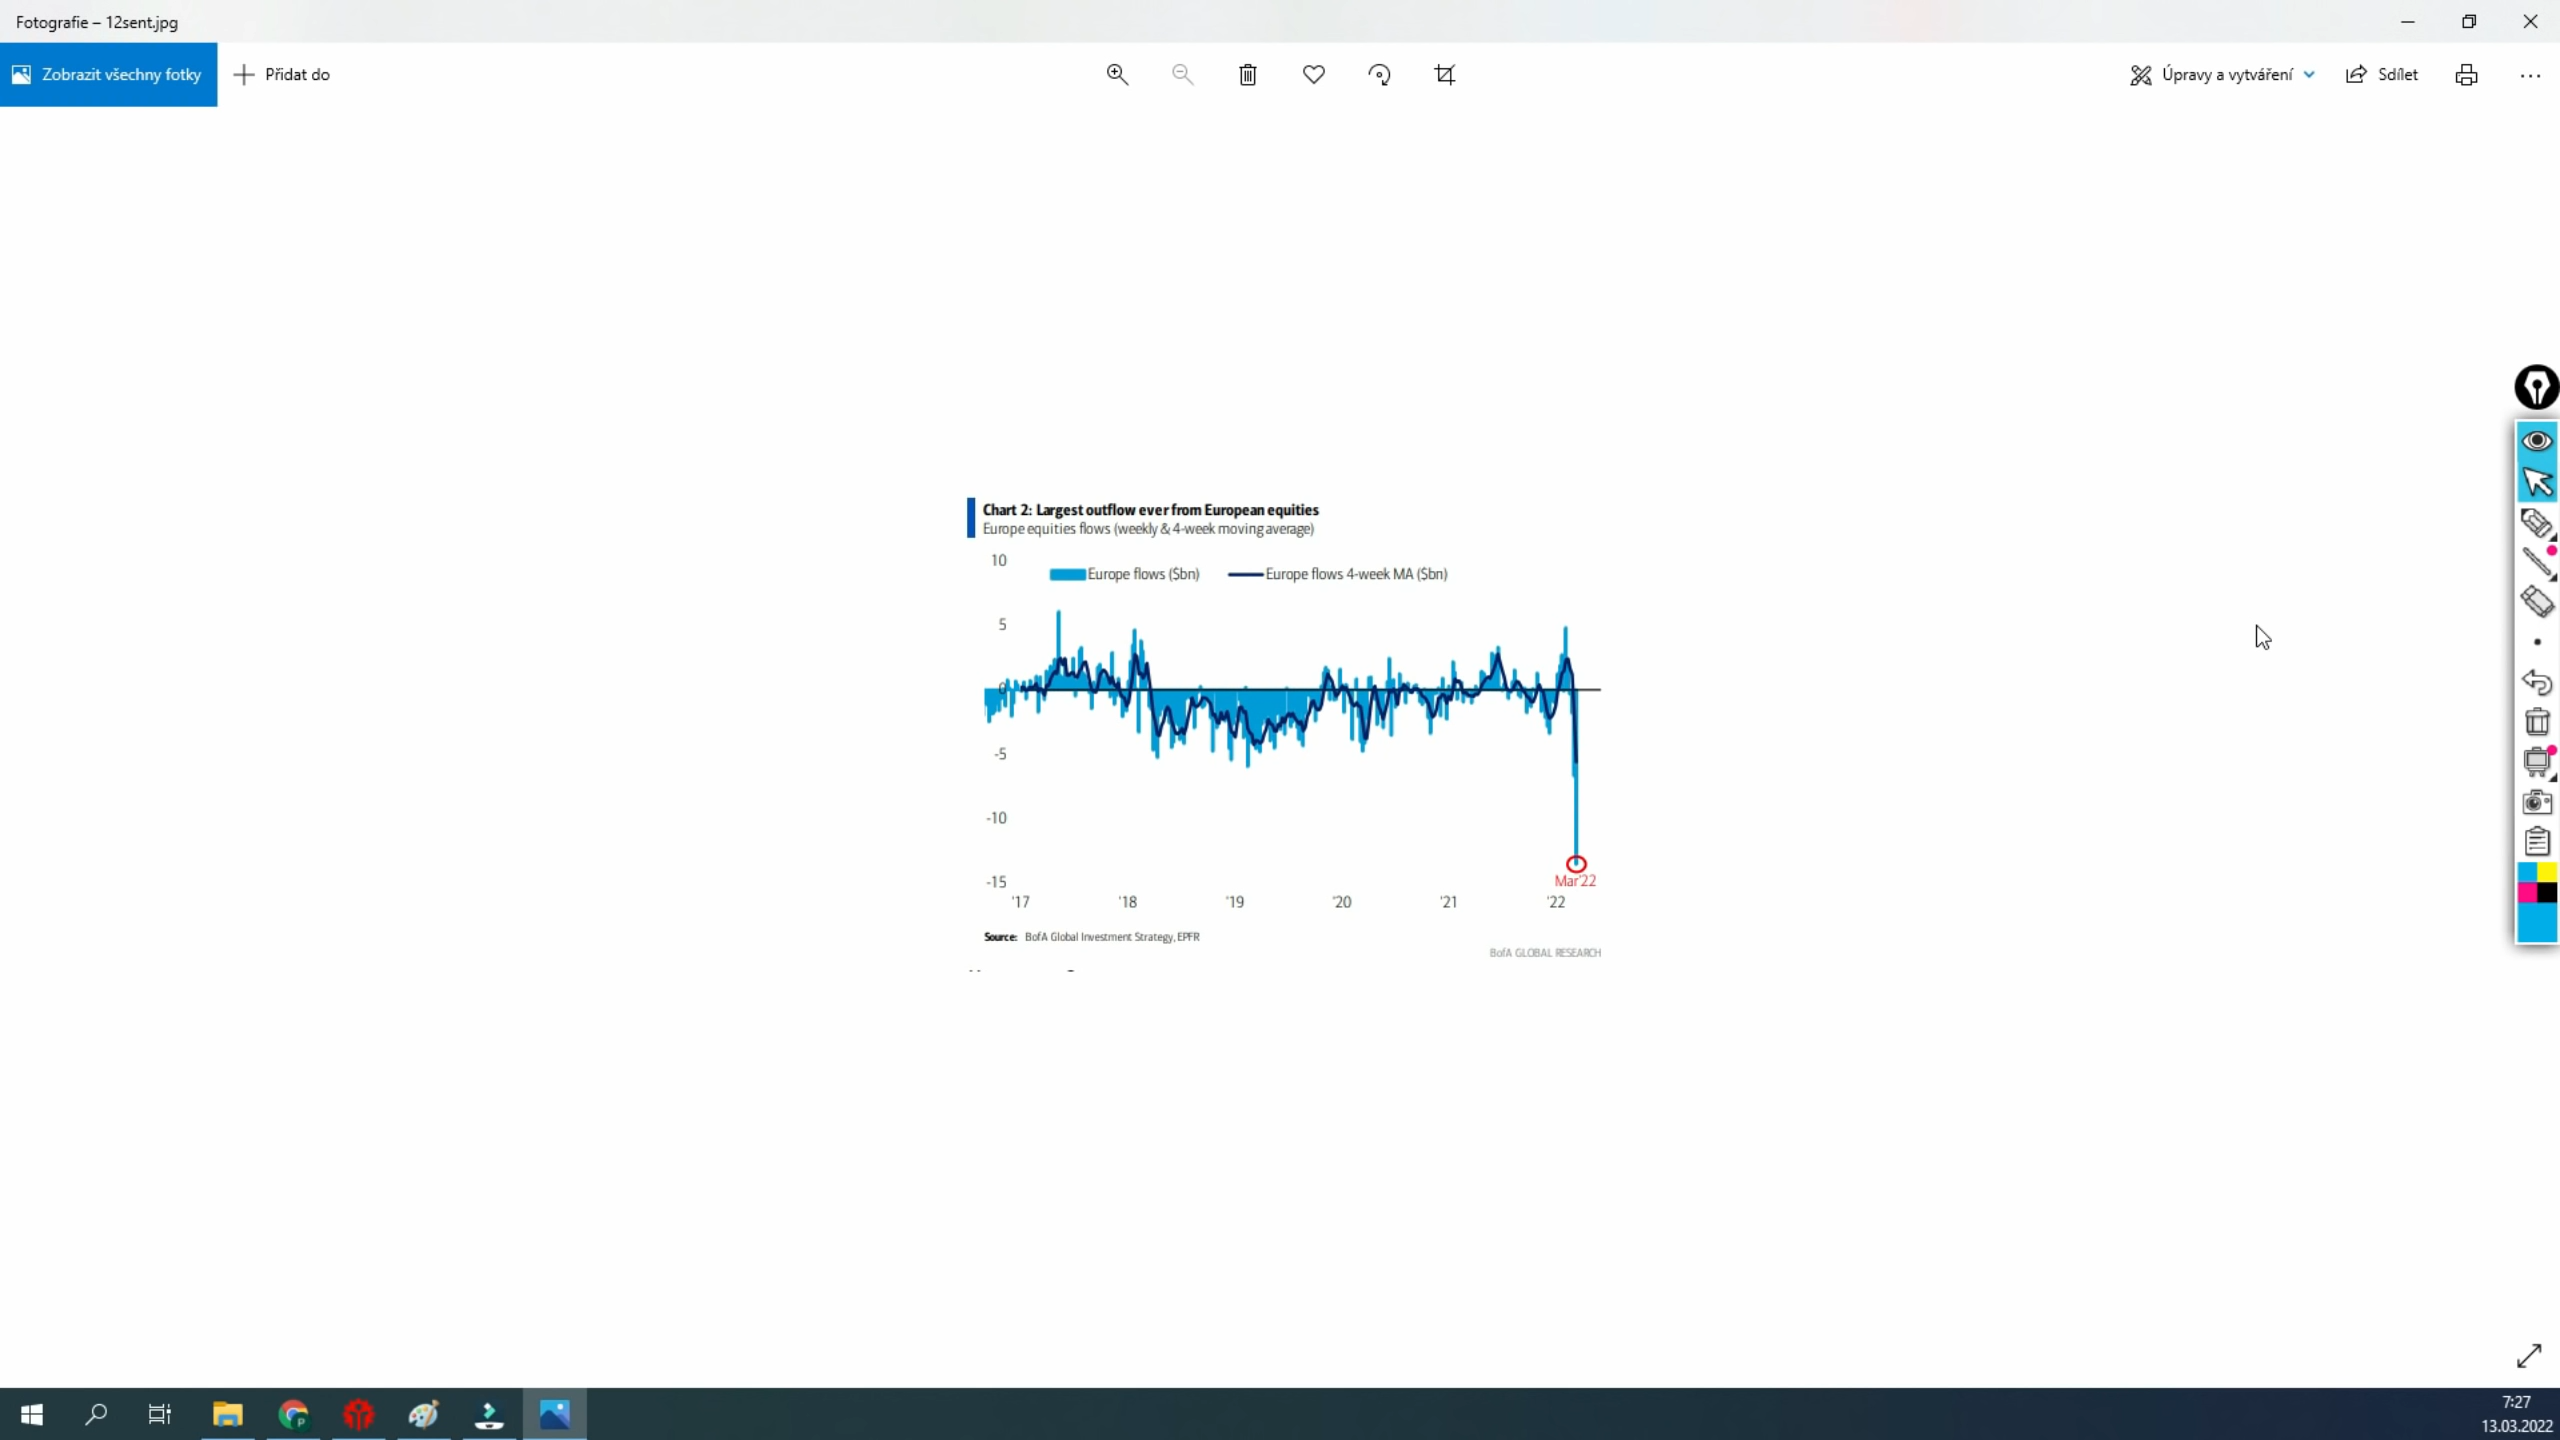 Fotografie – 12sent.jpg
Zobrazit všechny fotky
Přidat do
Úpravy a vytváření
Sdílet
Chart 2: Largest outflow ever from European equities
Europe equities flows (weekly & 4-week moving average)
10
Europe flows ($bn)
Europe flows 4-week MA ($bn)
5
0
-5
-10
-15
Mar'22
'17
'18
'19
'20
'21
'22
Source: BofA Global Investment Strategy, EPFR
BofA GLOBAL RESEARCH
7:27
13.03.2022